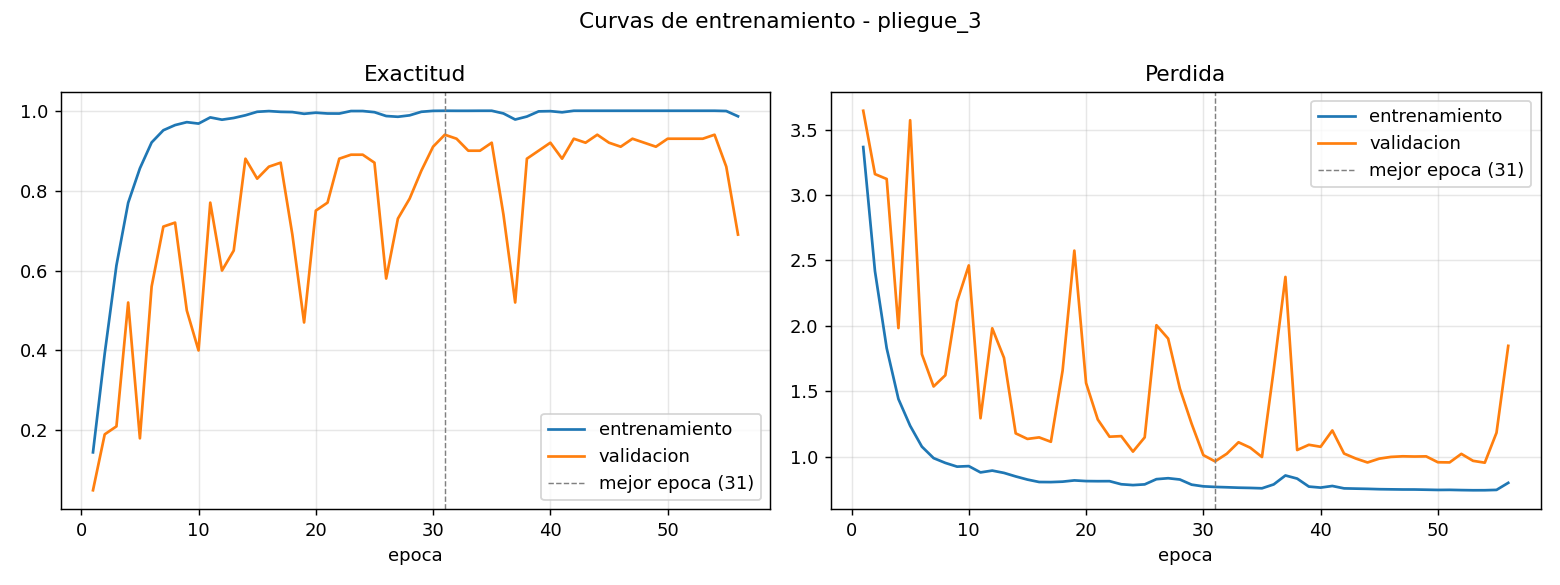 Curvas de entrenamiento - pliegue_3
Exactitud
1.0
0.8
0.6
0.4
0.2
0
10
20
30
40
50
epoca
entrenamiento
validacion
mejor epoca (31)
Perdida
3.5
3.0
2.5
2.0
1.5
1.0
0
10
20
30
40
50
epoca
entrenamiento
validacion
mejor epoca (31)